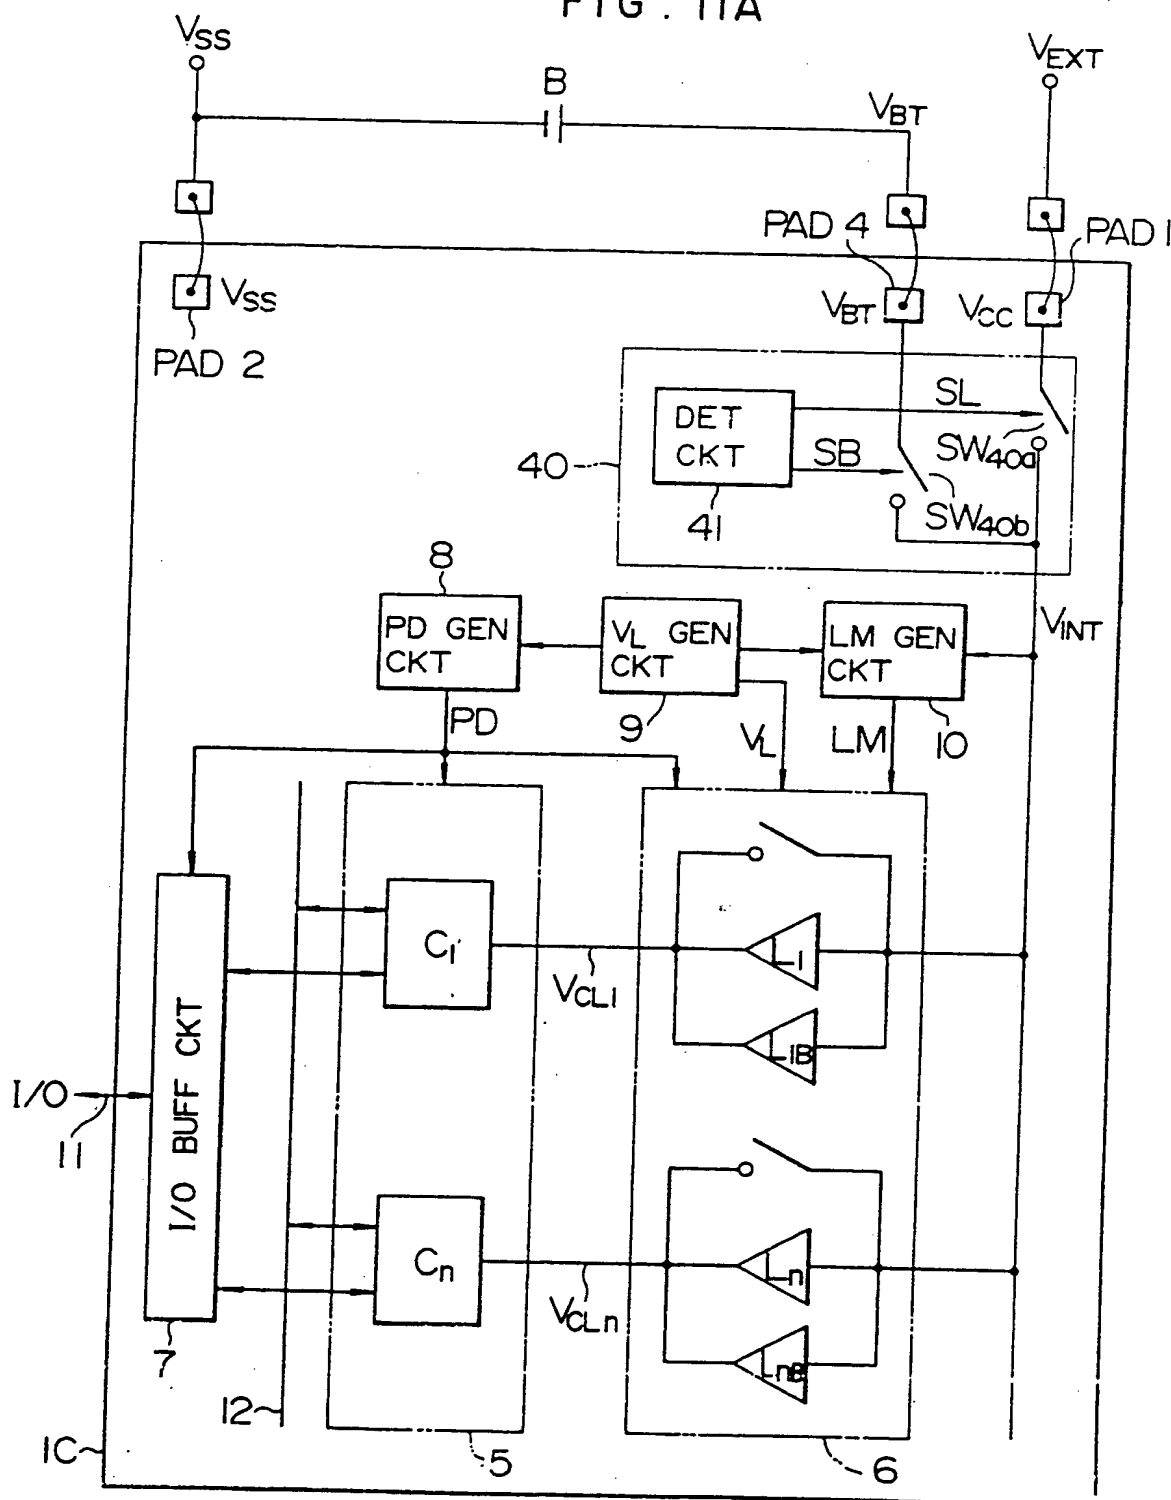 FIG. 11A
VSS
B
VBT
VEXT
PAD 4
PAD 1
VSS
VBT
VCC
PAD 2
DET
CKT
SL
SB
SW40a
SW40b
40
41
8
PD GEN
CKT
VL GEN
CKT
LM GEN
CKT
VINT
PD
9
VL
LM
10
C1
L1
VCL1
L1B
I/O BUFF CKT
I/O
11
Cn
Ln
VCLn
LnB
7
12
1C
5
6